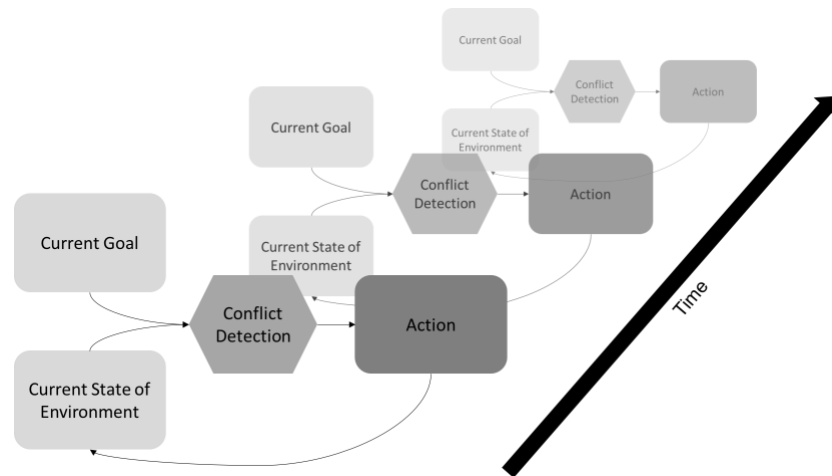 Current Goal
Conflict
Detection
Action
Current State of
Environment
Current Goal
Conflict
Detection
Action
Current State of
Environment
Current Goal
Conflict
Detection
Action
Current State of
Environment
Time